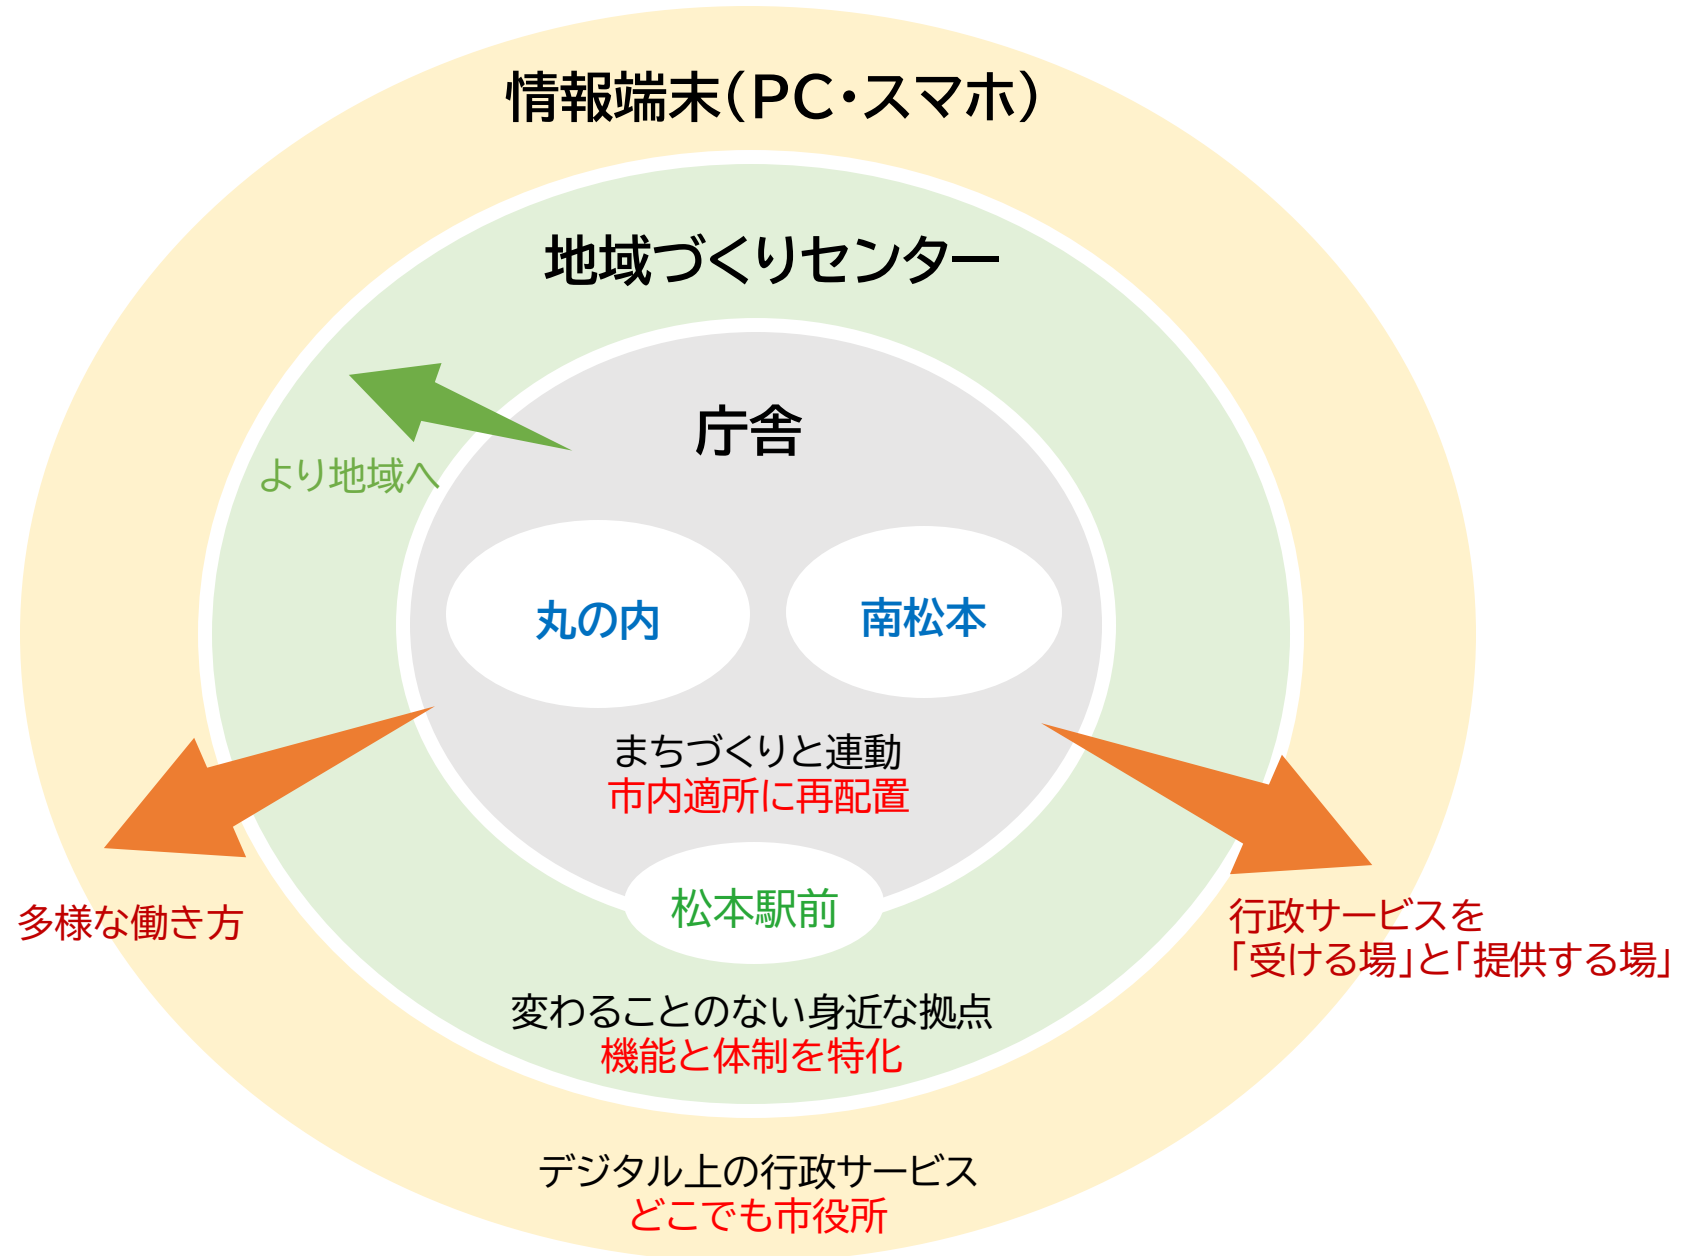 情報端末（PC・スマホ）
地域づくりセンター
庁舎
より地域へ
丸の内
南松本
まちづくりと連動
市内適所に再配置
松本駅前
多様な働き方
行政サービスを
「受ける場」と「提供する場」
変わることのない身近な拠点
機能と体制を特化
デジタル上の行政サービス
どこでも市役所